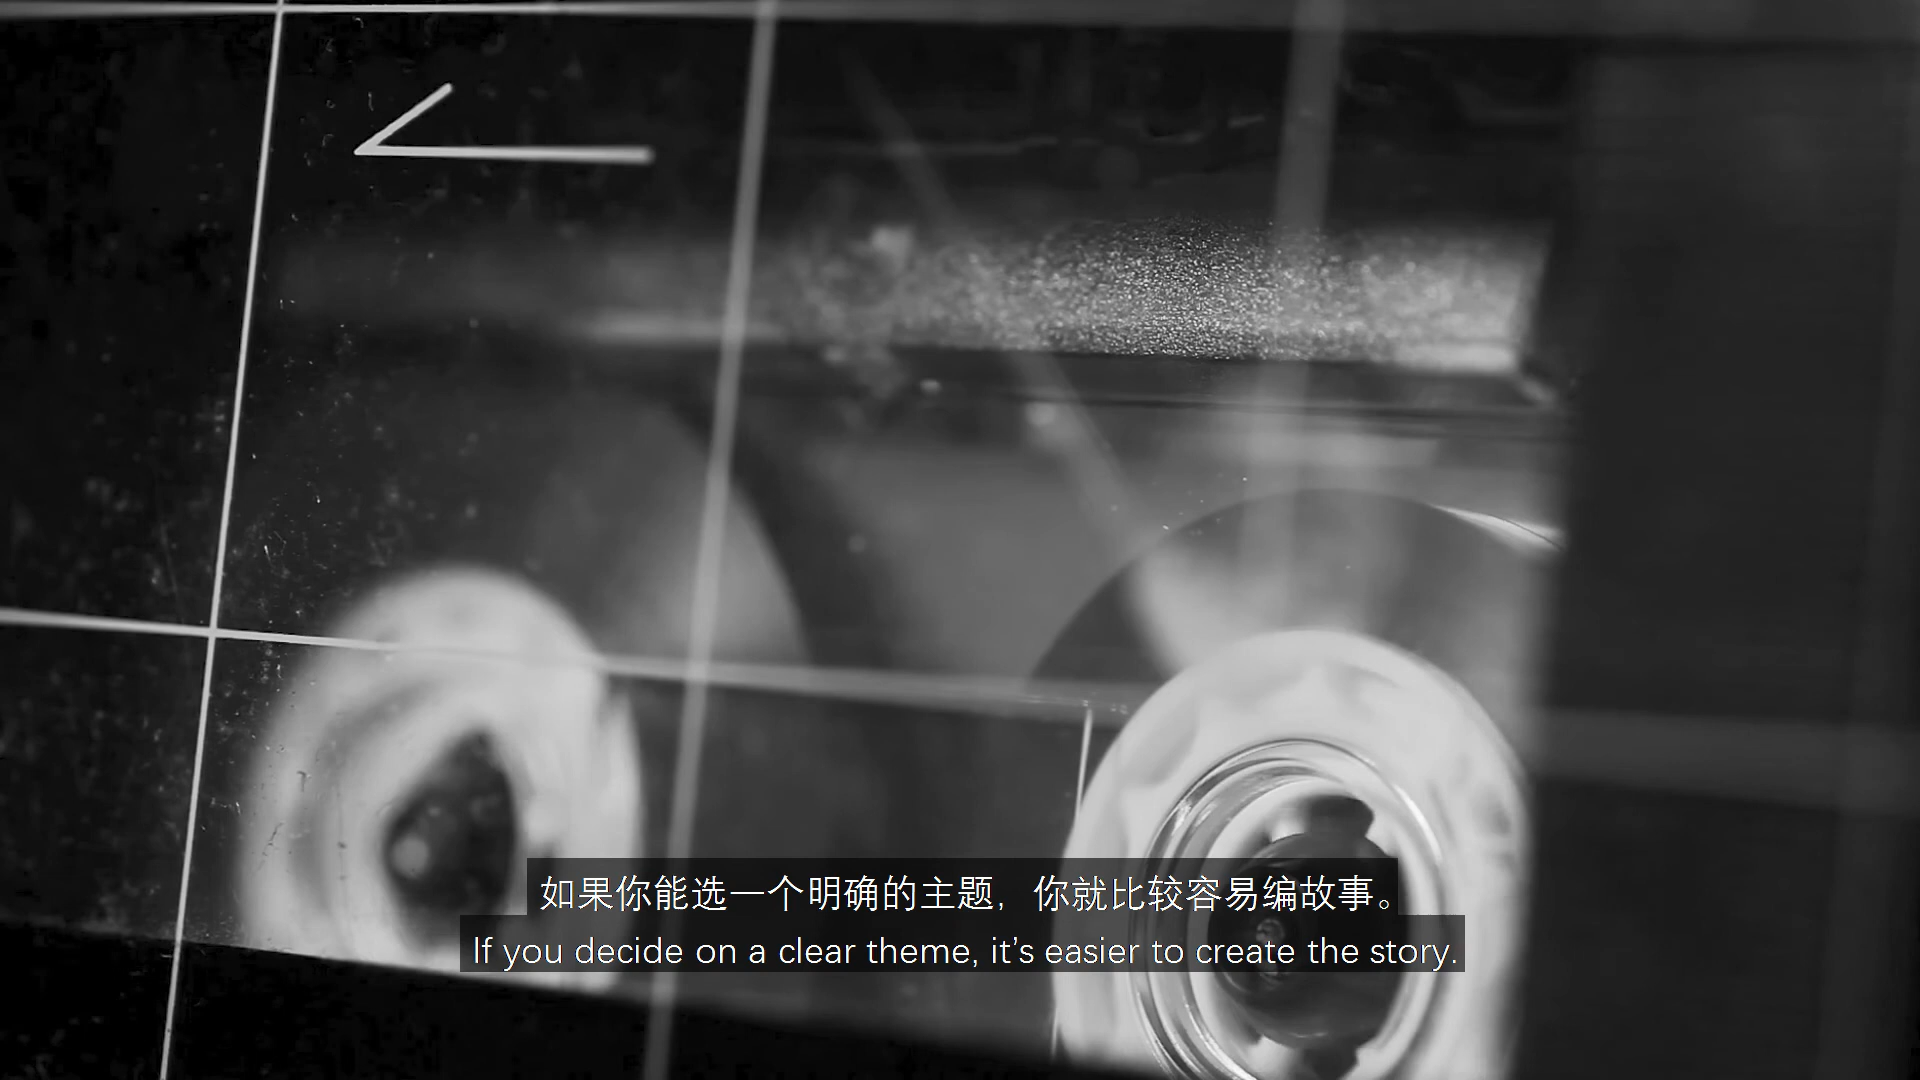 如果你能选一个明确的主题，你就比较容易编故事。
If you decide on a clear theme, it’s easier to create the story.